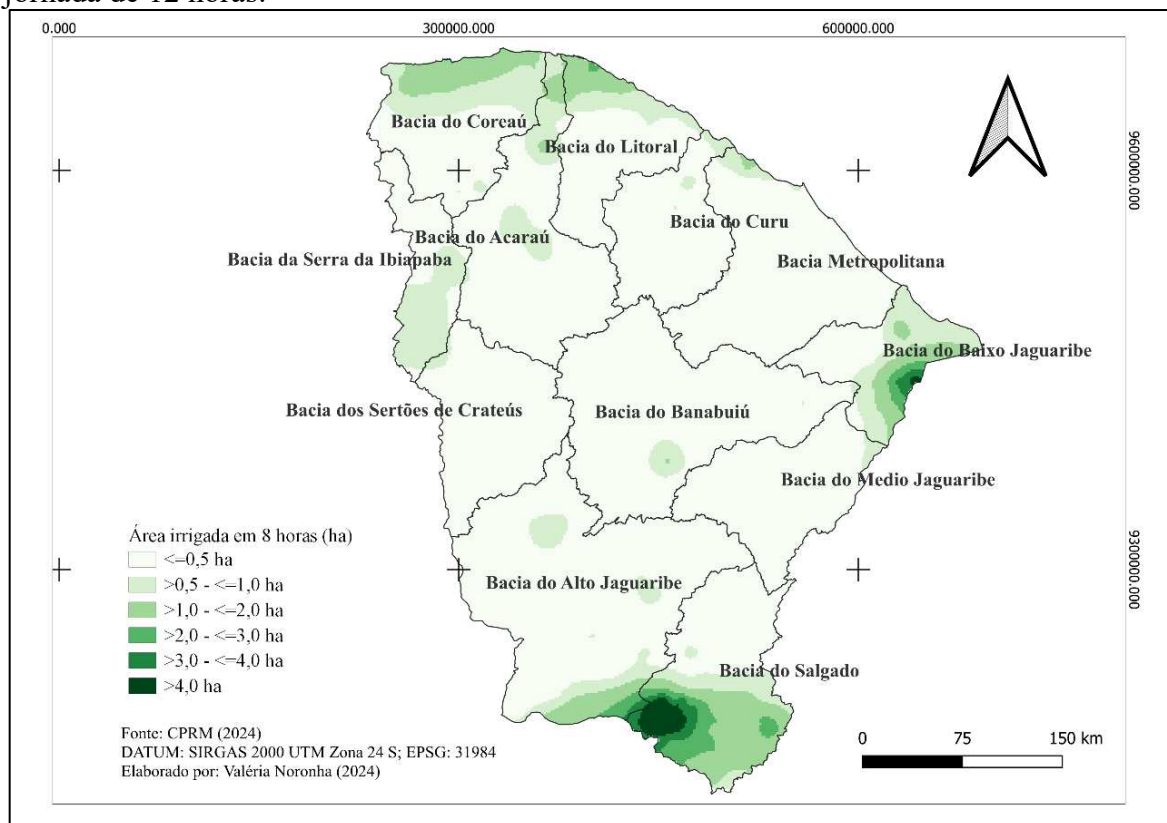 jornada de 12 horas.
0.000
300000.000
600000.000
9600000.000
9300000.000
Bacia do Coreaú
Bacia do Litoral
Bacia do Curu
Bacia do Acaraú
Bacia da Serra da Ibiapaba
Bacia Metropolitana
Bacia do Baixo Jaguaribe
Bacia dos Sertões de Crateús
Bacia do Banabuiú
Bacia do Medio Jaguaribe
Bacia do Alto Jaguaribe
Bacia do Salgado
Área irrigada em 8 horas (ha)
<=0,5 ha
>0,5 - <=1,0 ha
>1,0 - <=2,0 ha
>2,0 - <=3,0 ha
>3,0 - <=4,0 ha
>4,0 ha
Fonte: CPRM (2024)
DATUM: SIRGAS 2000 UTM Zona 24 S; EPSG: 31984
Elaborado por: Valéria Noronha (2024)
0 75 150 km